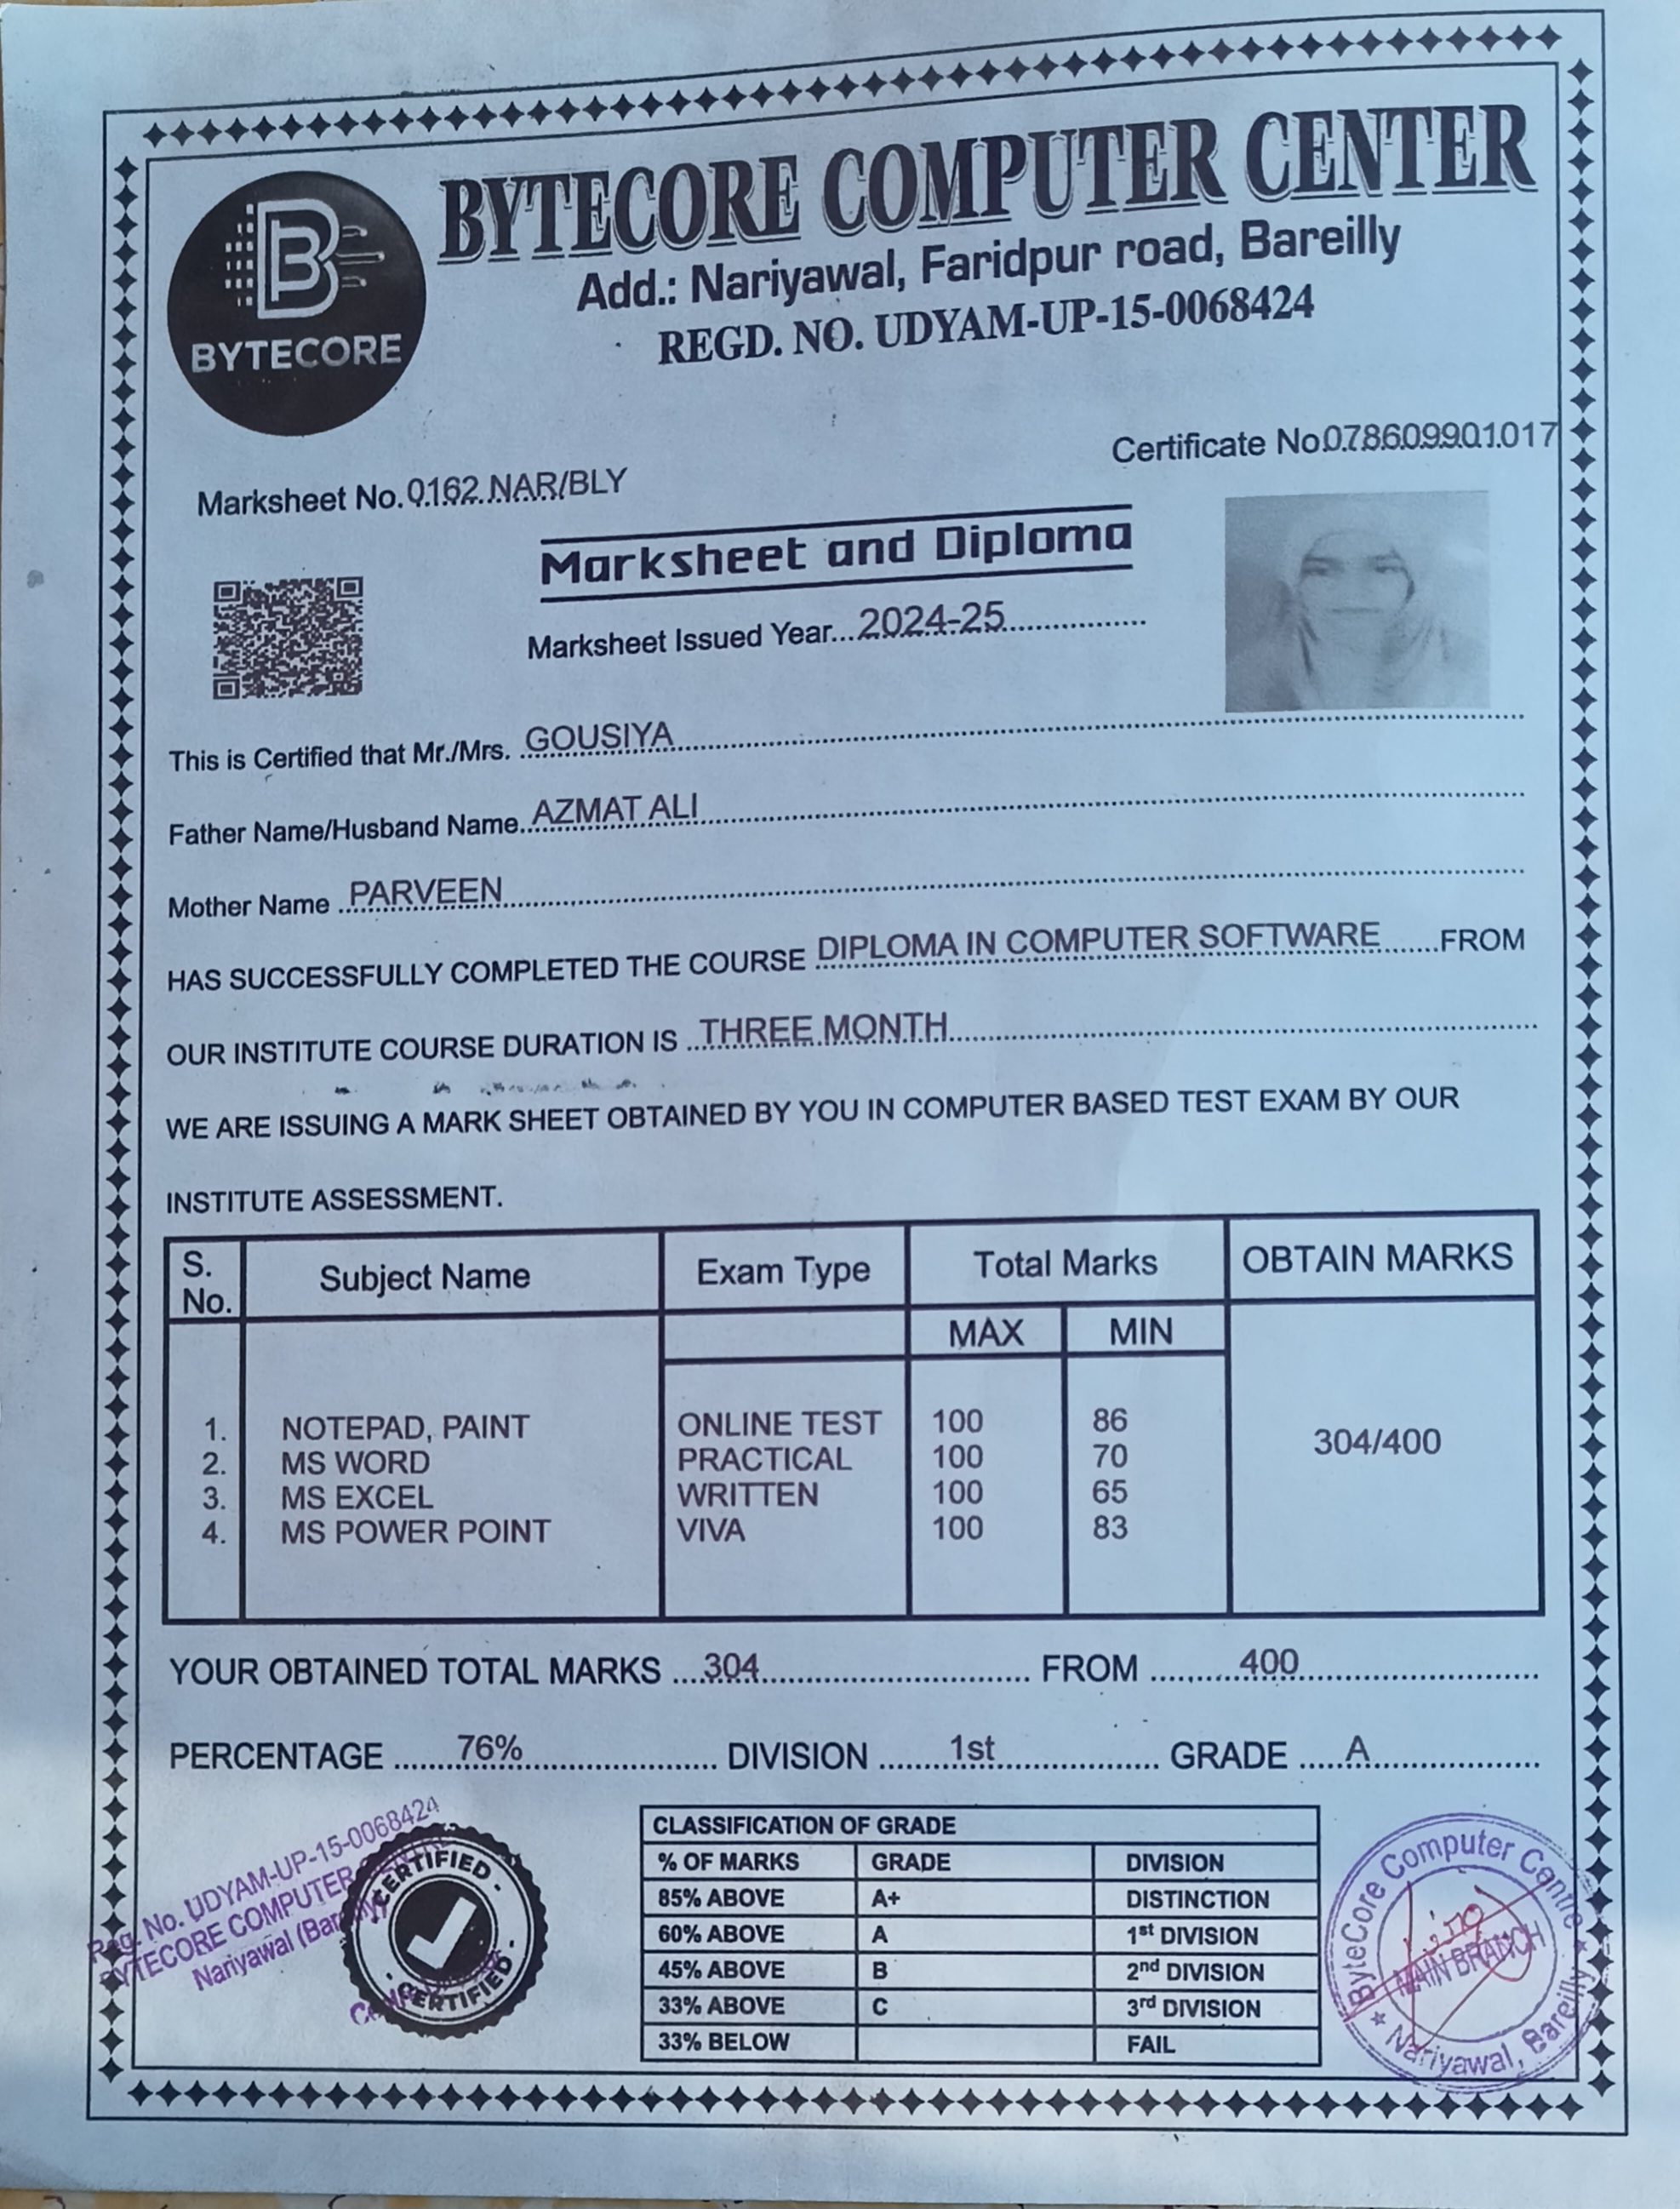 BYTECORE COMPUTER CENTER
Add.: Nariyawal, Faridpur road, Bareilly
REGD. NO. UDYAM-UP-15-0068424
B
BYTECORE
Certificate No.078609901017
Marksheet No. 0162 NAR/BLY
Marksheet and Diploma
Marksheet Issued Year...2024-25
This is Certified that Mr./Mrs. GOUSIYA
Father Name/Husband Name. AZMAT ALI
Mother Name PARVEEN
HAS SUCCESSFULLY COMPLETED THE COURSE DIPLOMA IN COMPUTER SOFTWARE FROM
OUR INSTITUTE COURSE DURATION IS THREE MONTH
WE ARE ISSUING A MARK SHEET OBTAINED BY YOU IN COMPUTER BASED TEST EXAM BY OUR
INSTITUTE ASSESSMENT.
S. No. Subject Name Exam Type Total Marks OBTAIN MARKS
MAX MIN
1. NOTEPAD, PAINT ONLINE TEST 100 86
2. MS WORD PRACTICAL 100 70
304/400
3. MS EXCEL WRITTEN 100 65
4. MS POWER POINT VIVA 100 83
YOUR OBTAINED TOTAL MARKS 304 FROM 400
PERCENTAGE 76% DIVISION 1st GRADE A
Reg. No. UDYAM-UP-15-0068424
BYTECORE COMPUTER
Nariyawal (Bareilly)
CERTIFIED
CERTIFIED
CLASSIFICATION OF GRADE
% OF MARKS GRADE DIVISION
85% ABOVE A+ DISTINCTION
60% ABOVE A 1st DIVISION
45% ABOVE B 2nd DIVISION
33% ABOVE C 3rd DIVISION
33% BELOW FAIL
ByteCore Computer Centre
MAIN BRANCH
Nariyawal, Bareilly